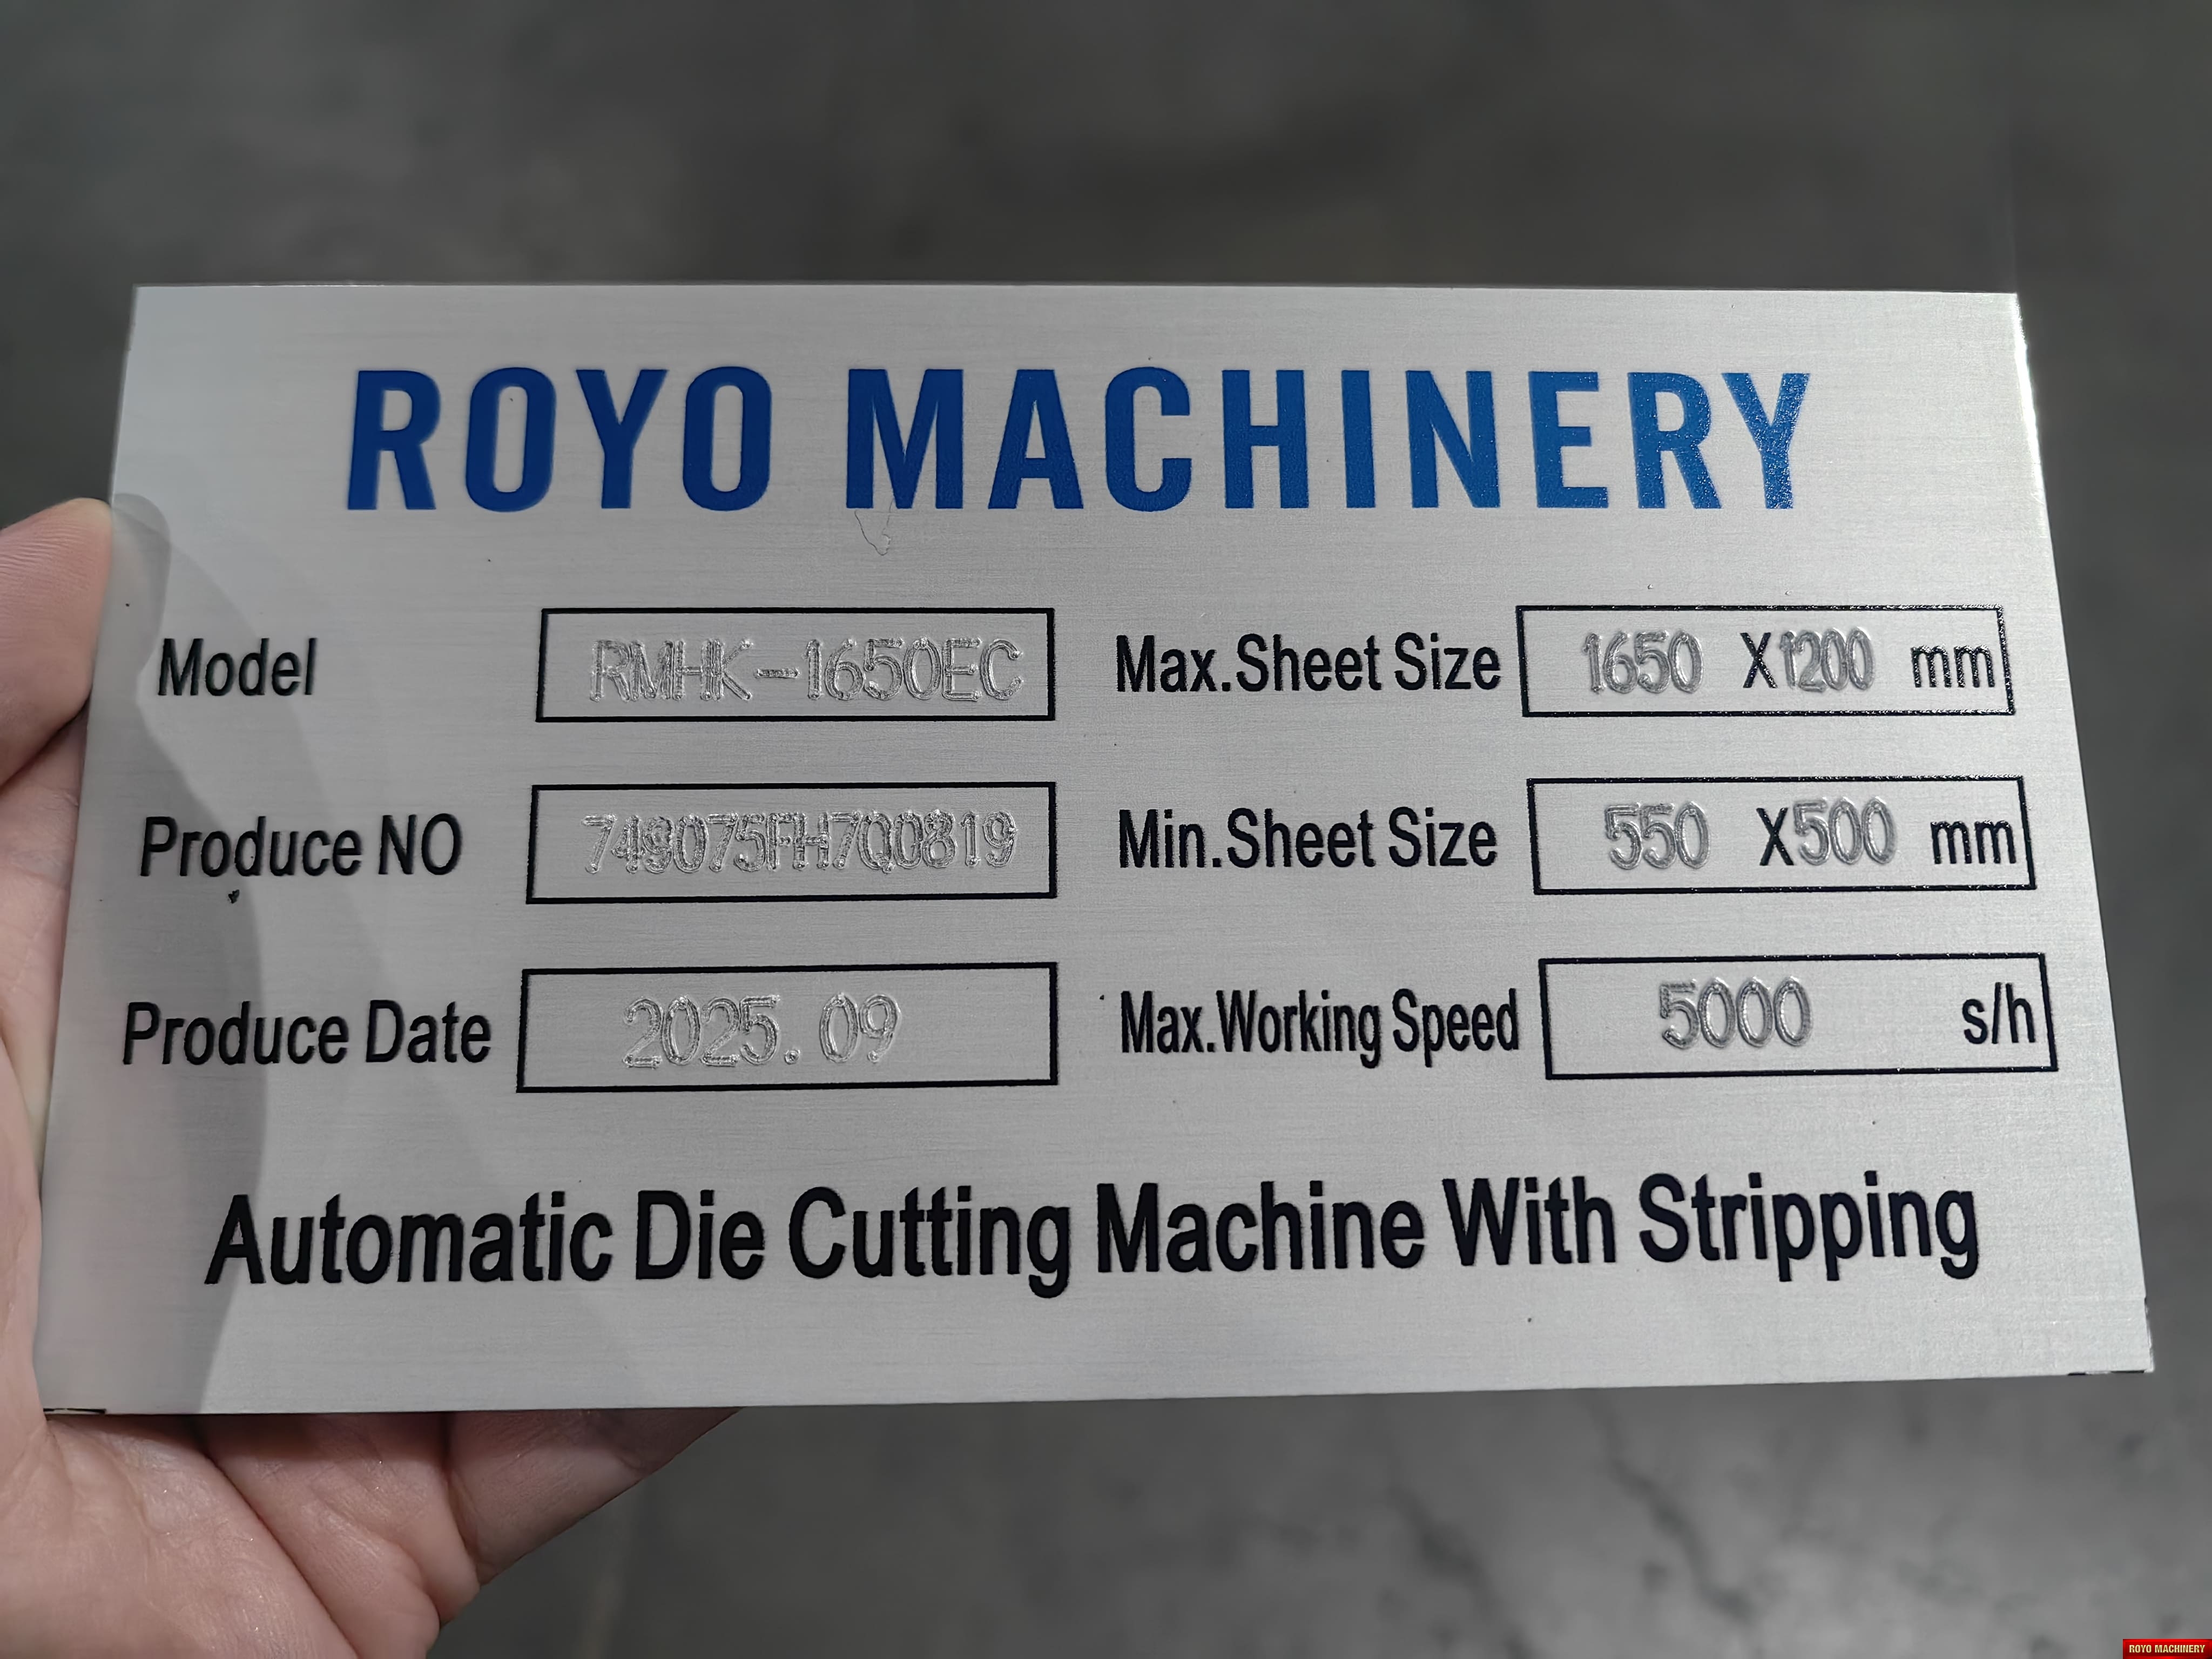 ROYO MACHINERY
Model RMHK-1650EC Max.Sheet Size 1650 X1200 mm
Produce NO 749075FH7Q0819 Min.Sheet Size 550 X500 mm
Produce Date 2025.09 Max.Working Speed 5000 s/h
Automatic Die Cutting Machine With Stripping
ROYO MACHINERY